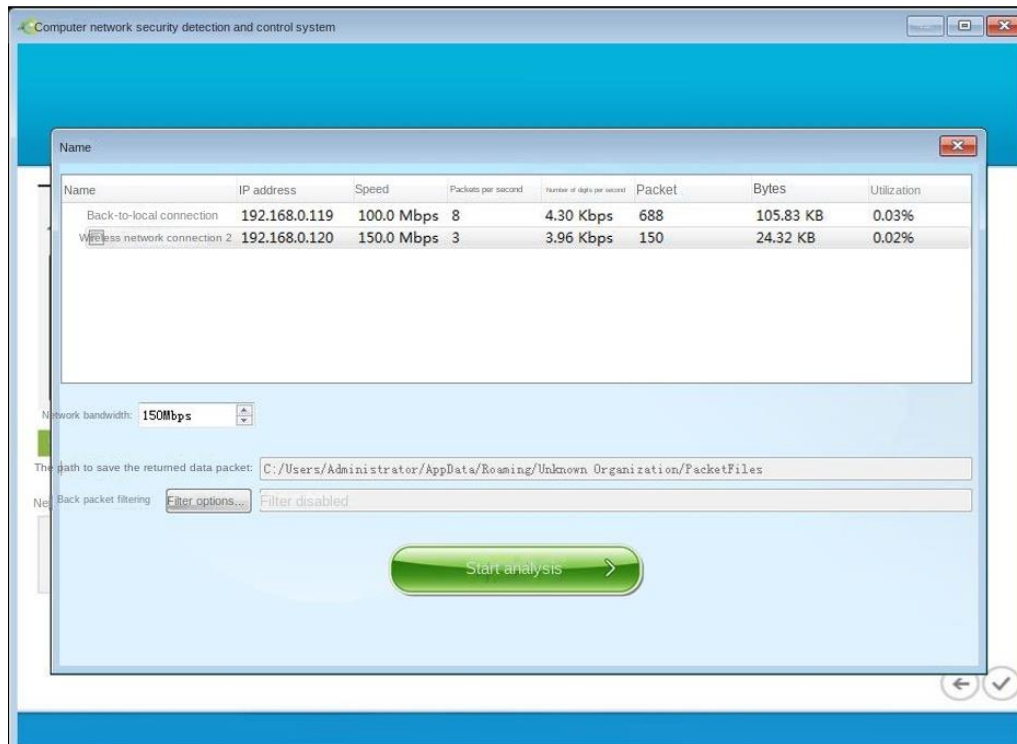 Computer network security detection and control system
Name
Name IP address Speed Packets per second Number of digits per second Packet Bytes Utilization
Back-to-local connection 192.168.0.119 100.0 Mbps 8 4.30 Kbps 688 105.83 KB 0.03%
Wireless network connection 2 192.168.0.120 150.0 Mbps 3 3.96 Kbps 150 24.32 KB 0.02%
Network bandwidth: 150Mbps
The path to save the returned data packet: C:/Users/Administrator/AppData/Roaming/Unknown Organization/PacketFiles
Back packet filtering Filter options... Filter disabled
Start analysis